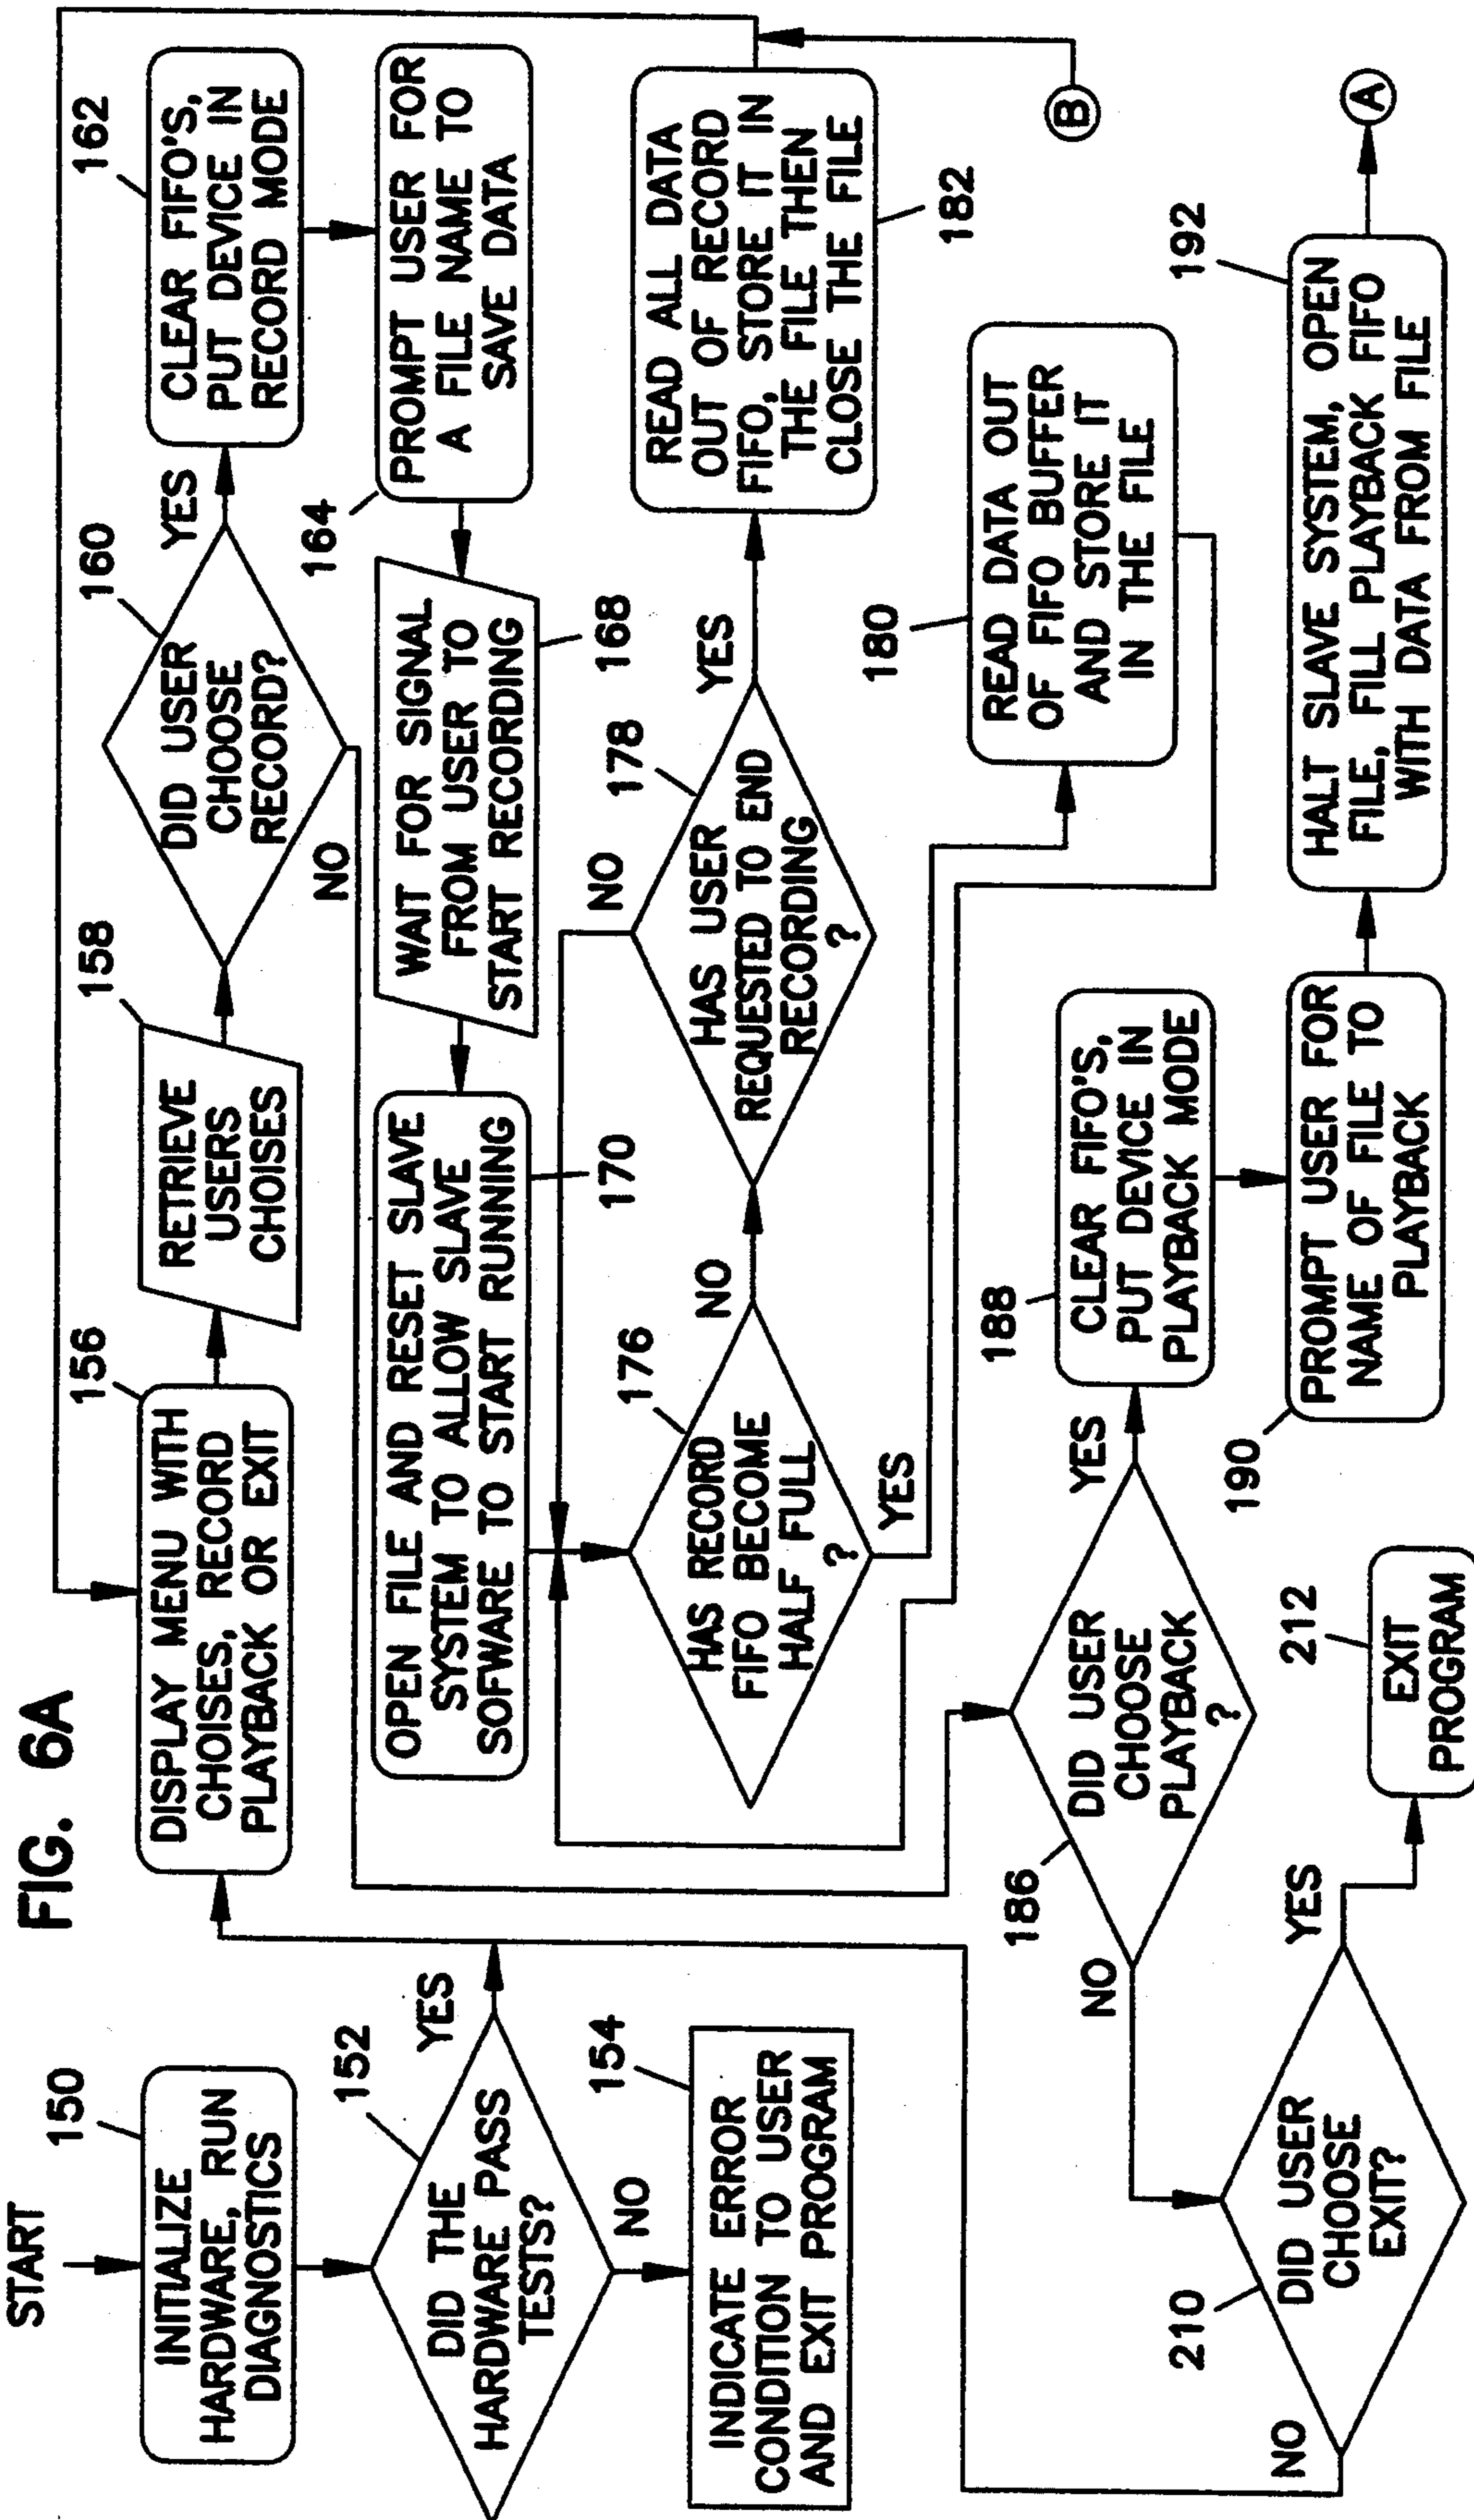 FIG. 6A
START
150
INITIALIZE
HARDWARE, RUN
DIAGNOSTICS
152
DID THE
HARDWARE PASS
TESTS?
YES
NO
154
INDICATE ERROR
CONDITION TO USER
AND EXIT PROGRAM
156
DISPLAY MENU WITH
CHOISES, RECORD
PLAYBACK OR EXIT
158
RETRIEVE
USERS
CHOISES
160
DID USER
CHOOSE
RECORD?
YES
NO
162
CLEAR FIFO'S,
PUT DEVICE IN
RECORD MODE
164
PROMPT USER FOR
A FILE NAME TO
SAVE DATA
168
WAIT FOR SIGNAL
FROM USER TO
START RECORDING
170
OPEN FILE AND RESET SLAVE
SYSTEM TO ALLOW SLAVE
SOFWARE TO START RUNNING
176
HAS RECORD
FIFO BECOME
HALF FULL
?
NO
YES
178
HAS USER
REQUESTED TO END
RECORDING
?
NO
YES
READ ALL DATA
OUT OF RECORD
FIFO, STORE IT IN
THE FILE THEN
CLOSE THE FILE
182
180
READ DATA OUT
OF FIFO BUFFER
AND STORE IT
IN THE FILE
B
186
DID USER
CHOOSE
PLAYBACK
?
YES
NO
188
CLEAR FIFO'S,
PUT DEVICE IN
PLAYBACK MODE
190
PROMPT USER FOR
NAME OF FILE TO
PLAYBACK
192
HALT SLAVE SYSTEM, OPEN
FILE, FILL PLAYBACK FIFO
WITH DATA FROM FILE
A
210
DID USER
CHOOSE
EXIT?
NO
YES
212
EXIT
PROGRAM